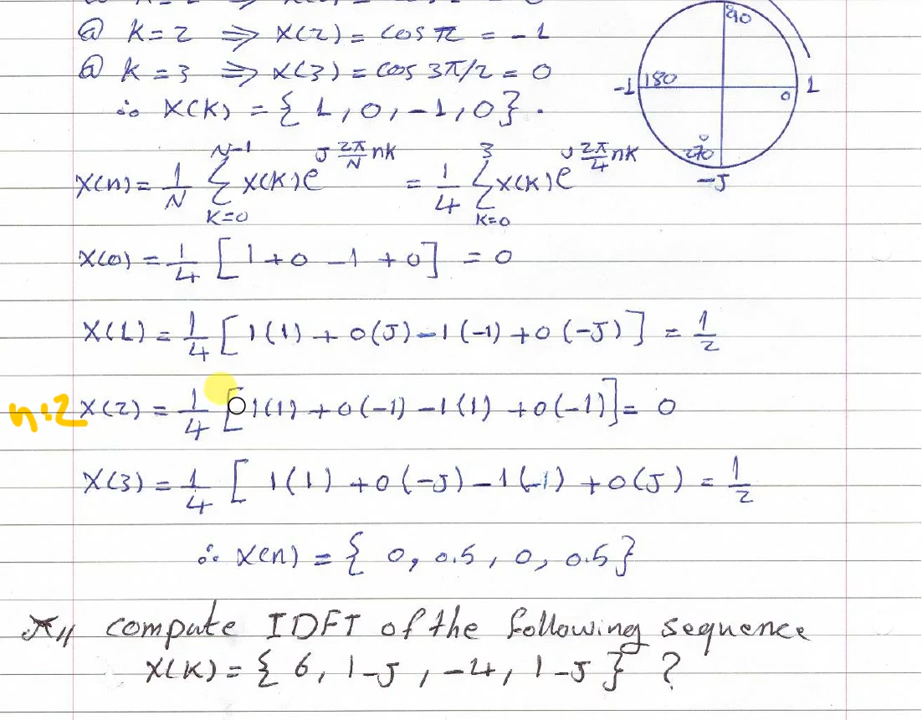 @ K=2 ⇒ X(2) = cos π = -1
@ K=3 ⇒ X(3) = cos 3π/2 = 0
∴ X(K) = { 1, 0, -1, 0 }.
90
-1 180 0 1
270
-J
X(n) = 1/N Σ_{K=0}^{N-1} X(K) e^{J 2π/N nK} = 1/4 Σ_{K=0}^{3} X(K) e^{J 2π/4 nK}
X(0) = 1/4 [ 1+0 -1 +0 ] = 0
X(1) = 1/4 [ 1(1) + 0(J) -1(-1) +0(-J) ] = 1/2
n=2 X(2) = 1/4 [ 1(1) +0(-1) -1(1) +0(-1) ] = 0
X(3) = 1/4 [ 1(1) +0(-J) -1(-1) +0(J) = 1/2
∴ X(n) = { 0, 0.5, 0, 0.5 }
compute IDFT of the following sequence
X(K) = { 6, 1-J, -4, 1-J } ?